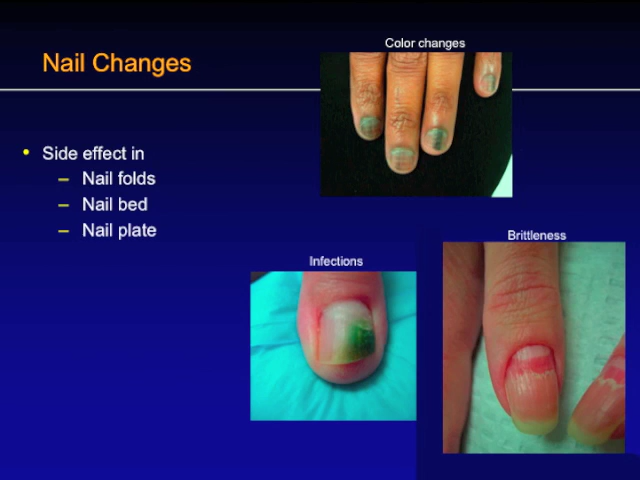 Nail Changes
Color changes
• Side effect in
– Nail folds
– Nail bed
– Nail plate
Infections
Brittleness